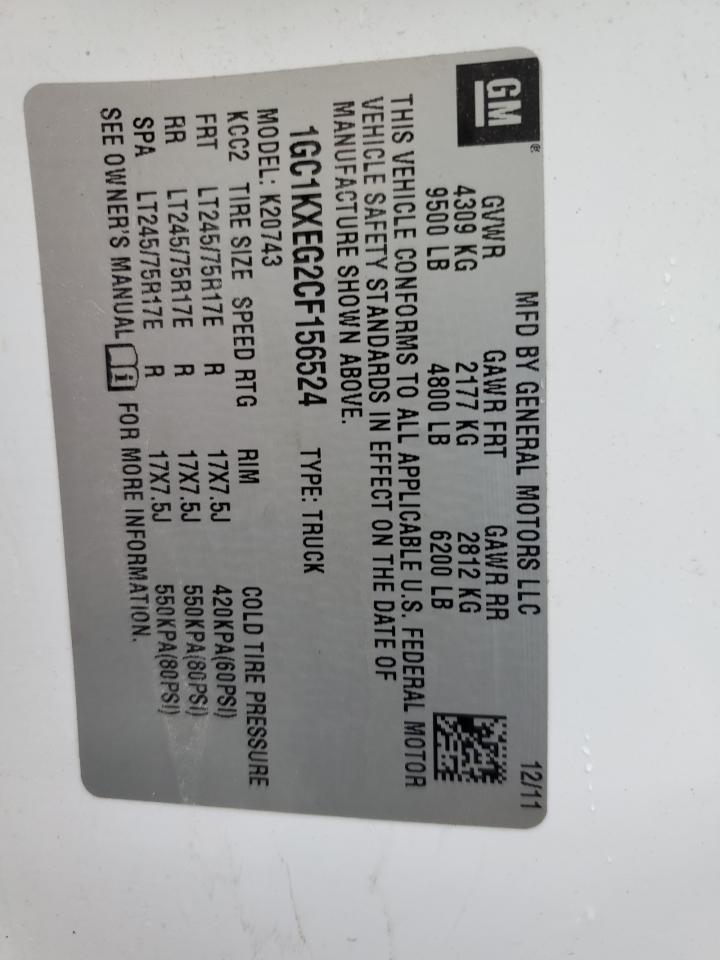 GM®
MFD BY GENERAL MOTORS LLC 12/11
GVWR GAWR FRT GAWR RR
4309 KG 2177 KG 2812 KG
9500 LB 4800 LB 6200 LB
THIS VEHICLE CONFORMS TO ALL APPLICABLE U.S. FEDERAL MOTOR
VEHICLE SAFETY STANDARDS IN EFFECT ON THE DATE OF
MANUFACTURE SHOWN ABOVE.
1GC1KXEG2CF156524 TYPE: TRUCK
MODEL: K20743
KCC2 TIRE SIZE SPEED RTG RIM COLD TIRE PRESSURE
FRT LT245/75R17E R 17X7.5J 420KPA(60PSI)
RR LT245/75R17E R 17X7.5J 550KPA(80PSI)
SPA LT245/75R17E R 17X7.5J 550KPA(80PSI)
SEE OWNER'S MANUAL FOR MORE INFORMATION.